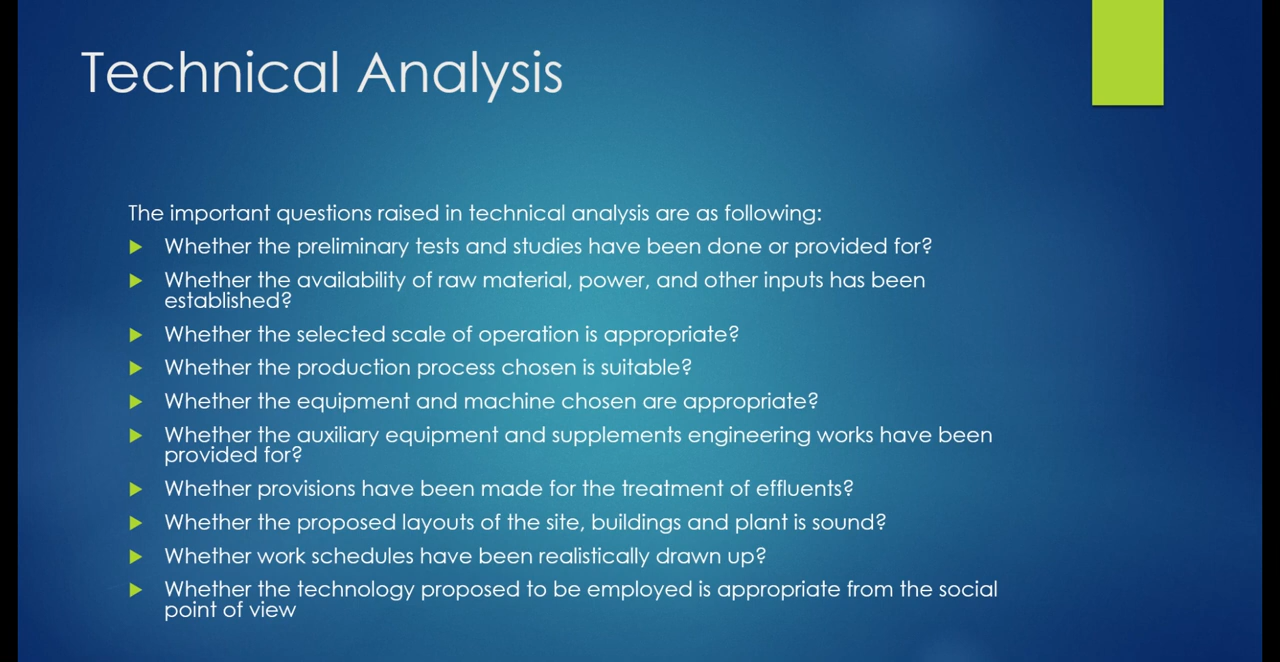 Technical Analysis
The important questions raised in technical analysis are as following:
Whether the preliminary tests and studies have been done or provided for?
Whether the availability of raw material, power, and other inputs has been
established?
Whether the selected scale of operation is appropriate?
Whether the production process chosen is suitable?
Whether the equipment and machine chosen are appropriate?
Whether the auxiliary equipment and supplements engineering works have been
provided for?
Whether provisions have been made for the treatment of effluents?
Whether the proposed layouts of the site, buildings and plant is sound?
Whether work schedules have been realistically drawn up?
Whether the technology proposed to be employed is appropriate from the social
point of view